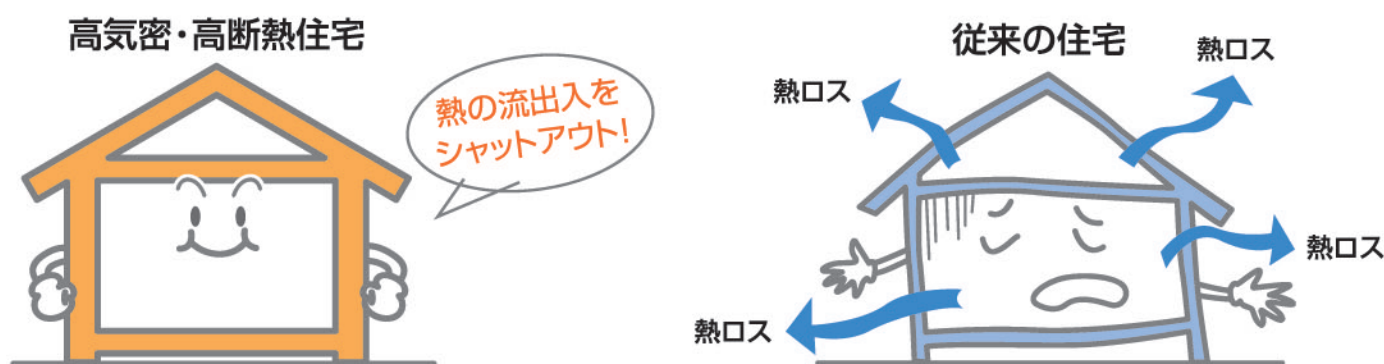 高気密・高断熱住宅
熱の流出入を
シャットアウト!
従来の住宅
熱ロス
熱ロス
熱ロス
熱ロス